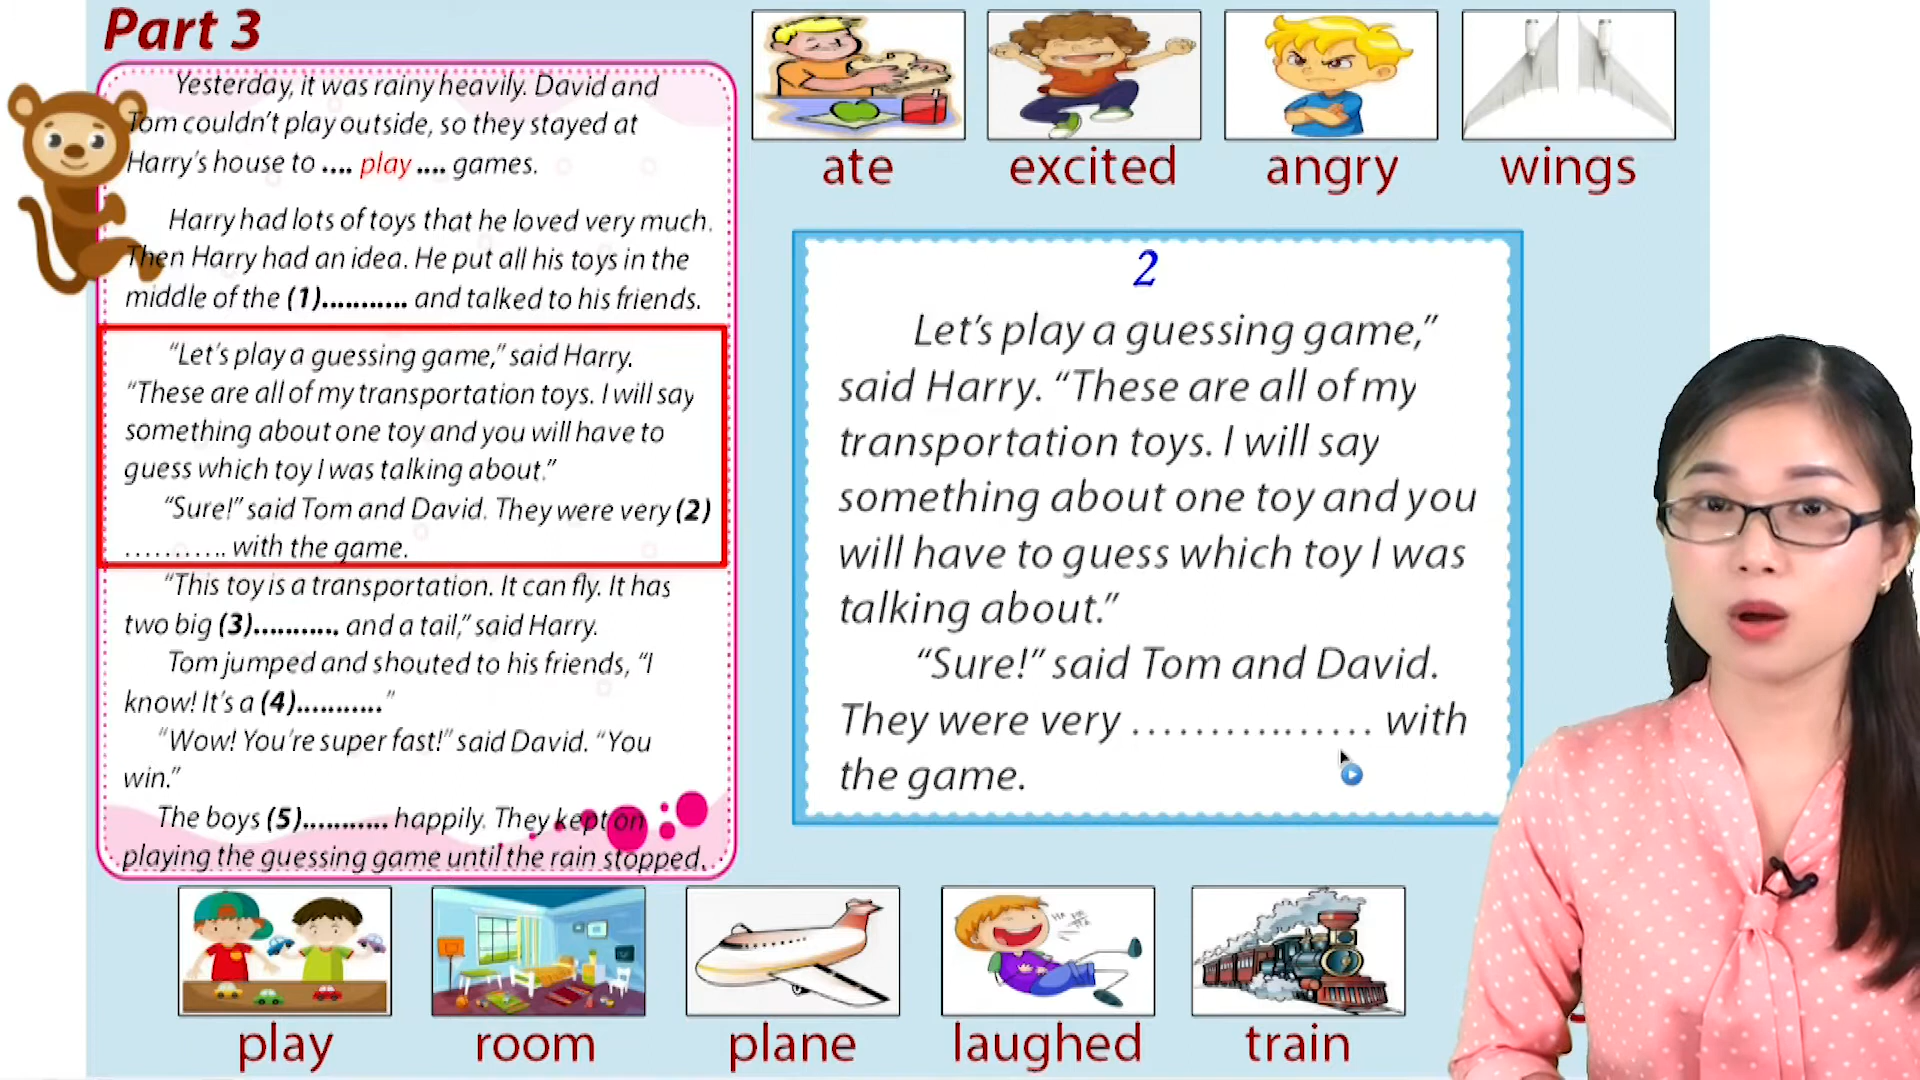 Part 3
Yesterday, it was rainy heavily. David and
Tom couldn't play outside, so they stayed at
Harry's house to .... play .... games.
Harry had lots of toys that he loved very much.
Then Harry had an idea. He put all his toys in the
middle of the (1)........... and talked to his friends.
"Let's play a guessing game," said Harry.
"These are all of my transportation toys. I will say
something about one toy and you will have to
guess which toy I was talking about."
"Sure!" said Tom and David. They were very (2)
........... with the game.
"This toy is a transportation. It can fly. It has
two big (3)........... and a tail," said Harry.
Tom jumped and shouted to his friends, "I
know! It's a (4)..........."
"Wow! You're super fast!" said David. "You
win."
The boys (5)........... happily. They kept on
playing the guessing game until the rain stopped.
ate excited angry wings
2
Let's play a guessing game,"
said Harry. "These are all of my
transportation toys. I will say
something about one toy and you
will have to guess which toy I was
talking about."
"Sure!" said Tom and David.
They were very ................. with
the game.
play room plane laughed train